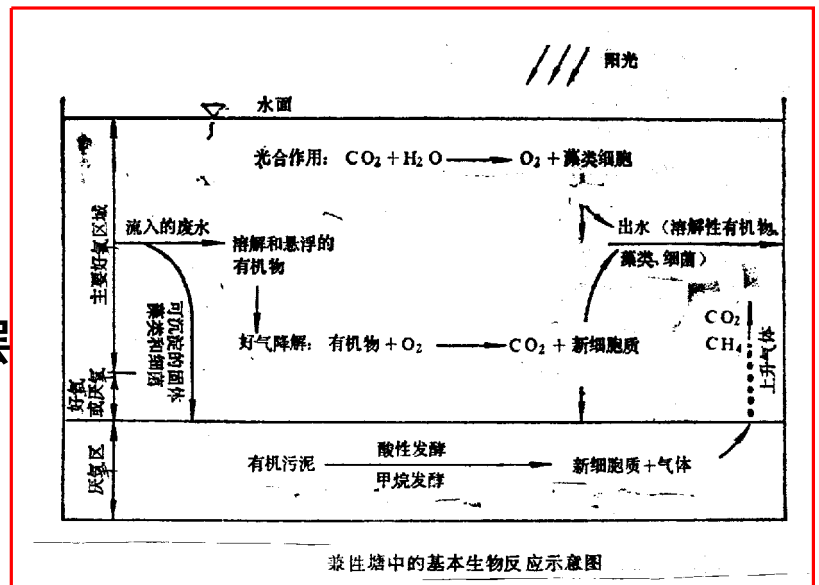 阳光
水面
光合作用： CO₂ + H₂O → O₂ + 藻类细胞
主要好氧区域
流入的废水
溶解和悬浮的
有机物
出水（溶解性有机物、
藻类、细菌）
可沉淀的固体
藻类和细菌
好气降解： 有机物 + O₂ → CO₂ + 新细胞质
CO₂
CH₄
上升气体
好氧
或厌氧
厌氧区
有机污泥
酸性发酵
甲烷发酵
新细胞质+气体
兼性塘中的基本生物反应示意图